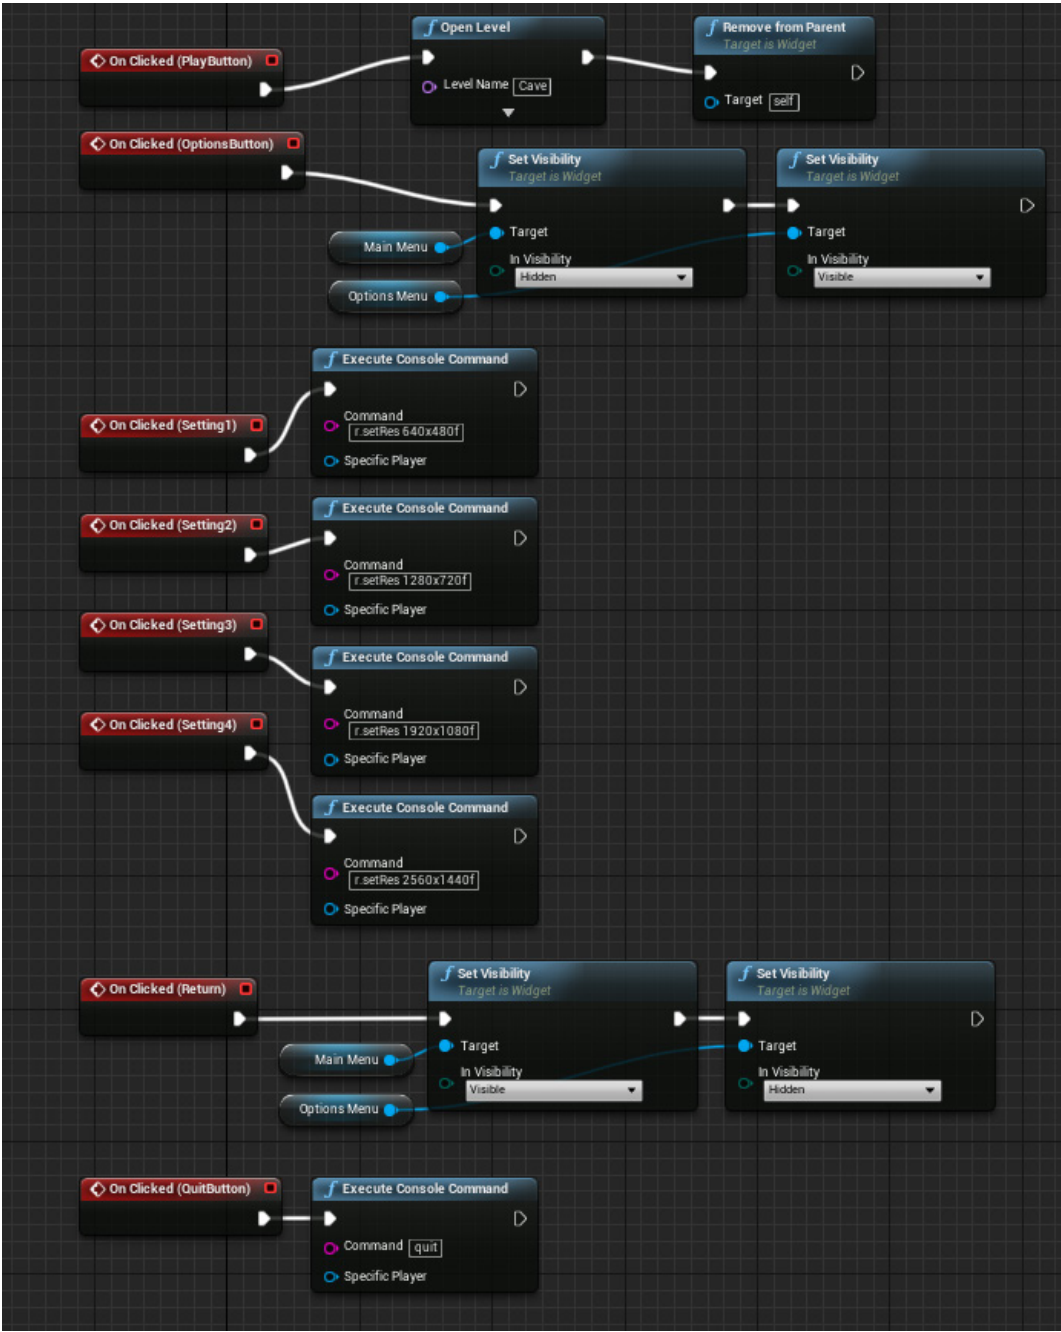 On Clicked (PlayButton)
f Open Level
Level Name Cave
f Remove from Parent
Target is Widget
Target self
On Clicked (OptionsButton)
f Set Visibility
Target is Widget
Target
In Visibility
Hidden
f Set Visibility
Target is Widget
Target
In Visibility
Visible
Main Menu
Options Menu
f Execute Console Command
On Clicked (Setting1)
Command
r.setRes 640x480f
Specific Player
f Execute Console Command
On Clicked (Setting2)
Command
r.setRes 1280x720f
Specific Player
On Clicked (Setting3)
f Execute Console Command
Command
r.setRes 1920x1080f
Specific Player
On Clicked (Setting4)
f Execute Console Command
Command
r.setRes 2560x1440f
Specific Player
On Clicked (Return)
f Set Visibility
Target is Widget
Target
In Visibility
Visible
f Set Visibility
Target is Widget
Target
In Visibility
Hidden
Main Menu
Options Menu
On Clicked (QuitButton)
f Execute Console Command
Command quit
Specific Player